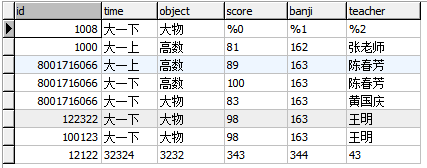 id time object score banji teacher
1008 大一下 大物 %0 %1 %2
1000 大一上 高数 81 162 张老师
8001716066 大一上 高数 89 163 陈春芳
8001716066 大一下 高数 100 163 陈春芳
8001716066 大一下 大物 83 163 黄国庆
122322 大一下 大物 98 163 王明
100123 大一下 大物 98 163 王明
12122 32324 3232 343 344 43